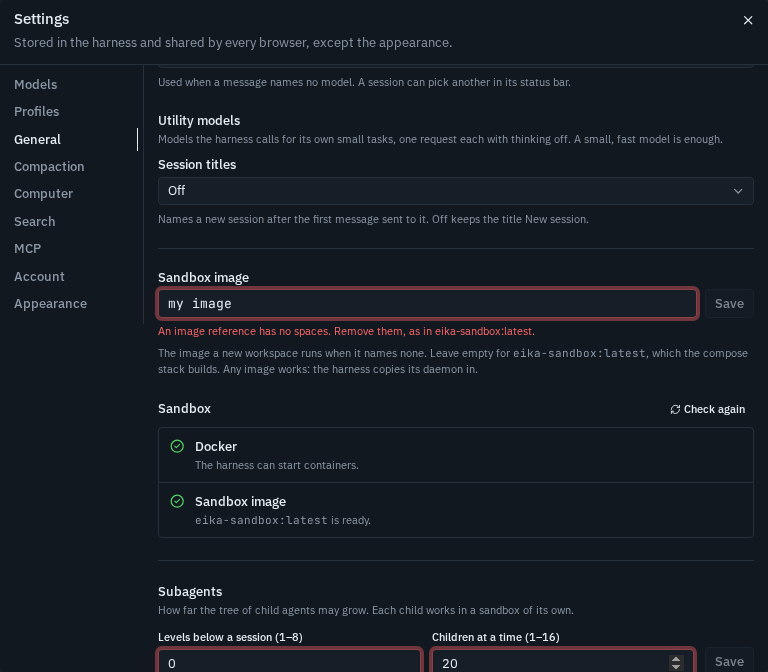 Settings
Stored in the harness and shared by every browser, except the appearance.
Models
Profiles
General
Compaction
Computer
Search
MCP
Account
Appearance
Used when a message names no model. A session can pick another in its status bar.
Utility models
Models the harness calls for its own small tasks, one request each with thinking off. A small, fast model is enough.
Session titles
Off
Names a new session after the first message sent to it. Off keeps the title New session.
Sandbox image
my image
Save
An image reference has no spaces. Remove them, as in eika-sandbox:latest.
The image a new workspace runs when it names none. Leave empty for eika-sandbox:latest, which the compose
stack builds. Any image works: the harness copies its daemon in.
Sandbox
Check again
Docker
The harness can start containers.
Sandbox image
eika-sandbox:latest is ready.
Subagents
How far the tree of child agents may grow. Each child works in a sandbox of its own.
Levels below a session (1–8)
Children at a time (1–16)
0
20
Save